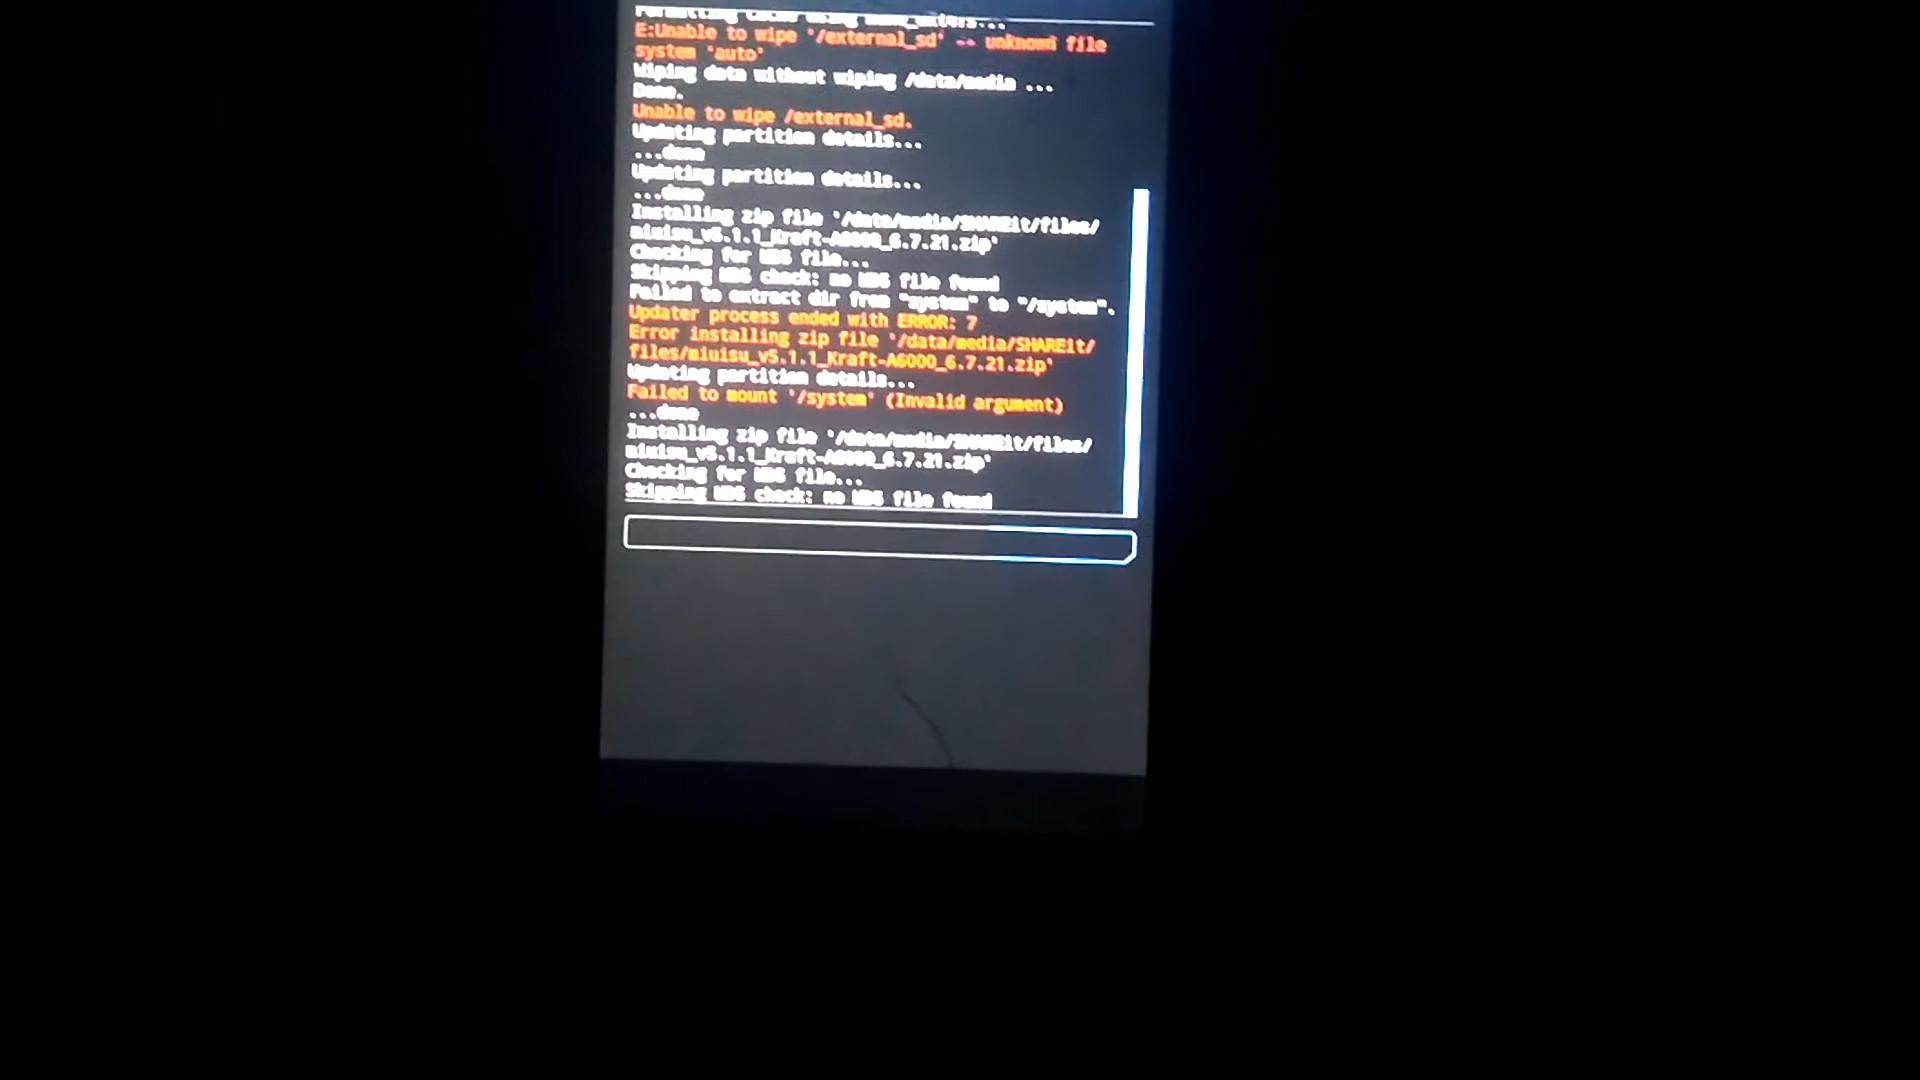 Formatting cache using make_ext4fs...
E:Unable to wipe '/external_sd' -- unknown file
system 'auto'
Wiping data without wiping /data/media ...
Done.
Unable to wipe /external_sd.
Updating partition details...
...done
Updating partition details...
...done
Installing zip file '/data/media/SHAREit/files/
miuisu_v5.1.1_Kraft-A6000_6.7.21.zip'
Checking for MD5 file...
Skipping MD5 check: no MD5 file found
Failed to extract dir from "system" to "/system".
Updater process ended with ERROR: 7
Error installing zip file '/data/media/SHAREit/
files/miuisu_v5.1.1_Kraft-A6000_6.7.21.zip'
Updating partition details...
Failed to mount '/system' (Invalid argument)
...done
Installing zip file '/data/media/SHAREit/files/
miuisu_v5.1.1_Kraft-A6000_6.7.21.zip'
Checking for MD5 file...
Skipping MD5 check: no MD5 file found